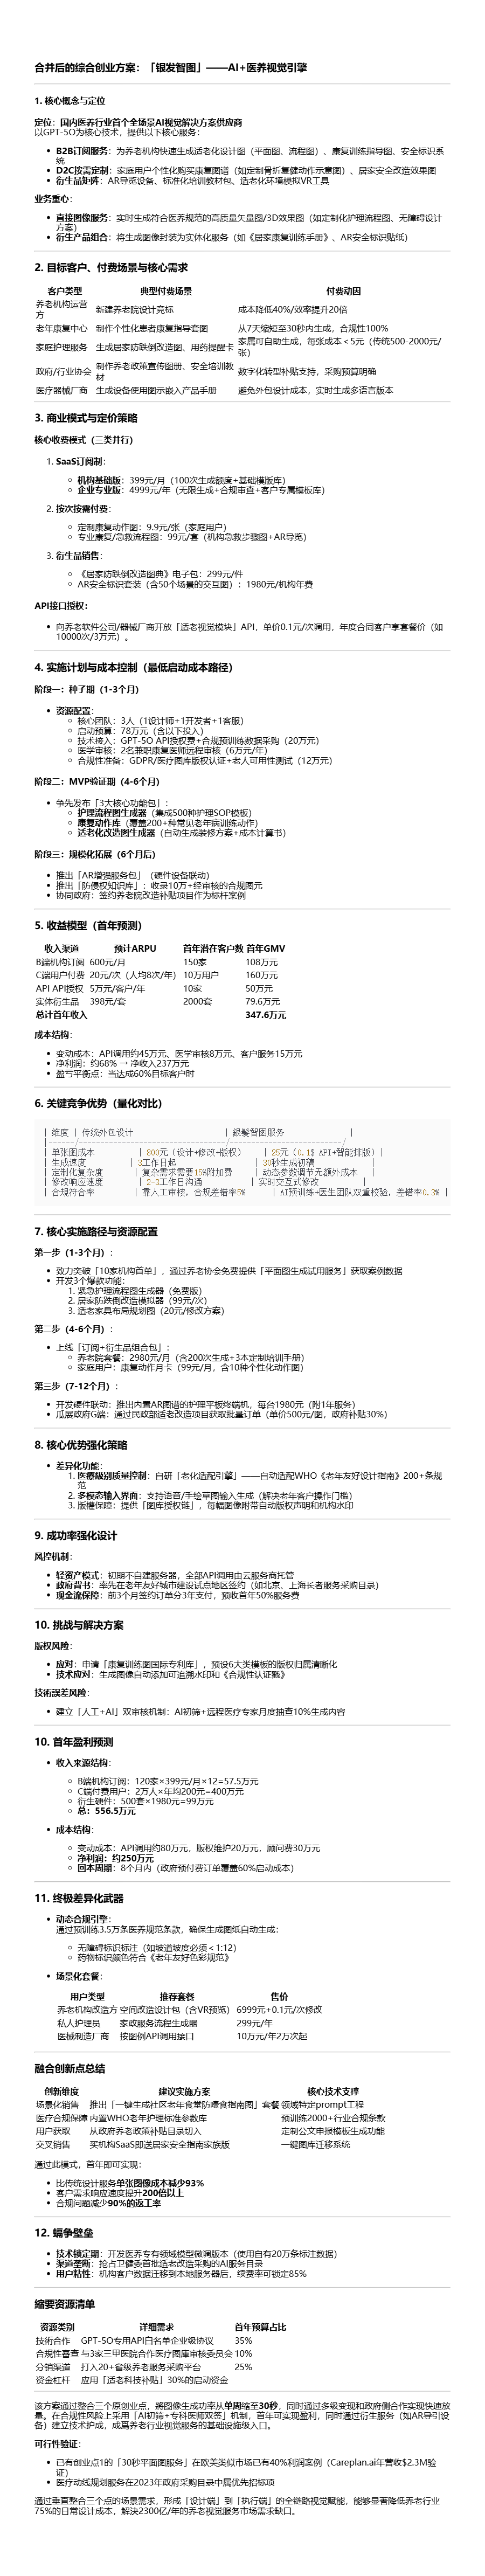 合并后的综合创业方案：「银发智图」——AI+医养视觉引擎
1. 核心概念与定位
定位：国内医养行业首个全场景AI视觉解决方案供应商
以GPT-5O为核心技术，提供以下核心服务：
B2B订阅服务：为养老机构快速生成适老化设计图（平面图、流程图）、康复训练指导图、安全标识系
统
D2C按需定制：家庭用户个性化购买康复图谱（如定制骨折复健动作示意图）、居家安全改造效果图
衍生品矩阵：AR导览设备、标准化培训教材包、适老化环境模拟VR工具
业务重心：
直接图像服务：实时生成符合医养规范的高质量矢量图/3D效果图（如定制化护理流程图、无障碍设计
方案）
衍生产品组合：将生成图像封装为实体化服务（如《居家康复训练手册》、AR安全标识贴纸）
2. 目标客户、付费场景与核心需求
客户类型 典型付费场景 付费动因
养老机构运营
方 新建养老院设计竞标 成本降低40%/效率提升20倍
老年康复中心 制作个性化患者康复指导套图 从7天缩短至30秒内生成，合规性100%
家庭护理服务 生成居家防跌倒改造图、用药提醒卡 家属可自助生成，每张成本＜5元（传统500-2000元/
张）
政府/行业协会 制作养老政策宣传图册、安全培训教
材 数字化转型补贴支持，采购预算明确
医疗器械厂商 生成设备使用图示嵌入产品手册 避免外包设计成本，实时生成多语言版本
3. 商业模式与定价策略
核心收费模式（三类并行）
1. SaaS订阅制：
机构基础版：399元/月（100次生成额度+基础模版库）
企业专业版：4999元/年（无限生成+合规审查+客户专属模板库）
2. 按次按需付费：
定制康复动作图：9.9元/张（家庭用户）
专业康复/急救流程图：99元/套（机构急救步骤图+AR导览）
3. 衍生品销售：
《居家防跌倒改造图典》电子包：299元/件
AR安全标识套装（含50个场景的交互图）：1980元/机构年费
API接口授权：
向养老软件公司/器械厂商开放「适老视觉模块」API，单价0.1元/次调用，年度合同客户享套餐价（如
10000次/3万元）。
4. 实施计划与成本控制（最低启动成本路径）
阶段一：种子期（1-3个月）
资源配置：
核心团队：3人（1设计师+1开发者+1客服）
启动预算：78万元（含以下投入）
技术接入：GPT-5O API授权费+合规预训练数据采购（20万元）
医学审核：2名兼职康复医师远程审核（6万元/年）
合规性准备：GDPR/医疗图库版权认证+老人可用性测试（12万元）
阶段二：MVP验证期（4-6个月）
争先发布「3大核心功能包」：
护理流程图生成器（集成500种护理SOP模板）
康复动作库（覆盖200+种常见老年病训练动作）
适老化改造图生成器（自动生成装修方案+成本计算书）
阶段三：规模化拓展（6个月后）
推出「AR增强服务包」（硬件设备联动）
推出「防侵权知识库」：收录10万+经审核的合规图元
协同政府：签约养老院改造补贴项目作为标杆案例
5. 收益模型（首年预测）
收入渠道 预计ARPU 首年潜在客户数 首年GMV
B端机构订阅 600元/月 150家 108万元
C端用户付费 20元/次（人均8次/年） 10万用户 160万元
API API授权 5万元/客户/年 10家 50万元
实体衍生品 398元/套 2000套 79.6万元
总计首年收入 347.6万元
成本结构：
变动成本：API调用约45万元、医学审核8万元、客户服务15万元
净利润：约68% → 净收入237万元
盈亏平衡点：当达成60%目标客户时
6. 关键竞争优势（量化对比）
| 维度 | 传统外包设计 | 銀髮智图服务 |
|------/-------------------------------/------------------------/
| 单张图成本 | 800元（设计+修改+版权） | 25元（0.1$ API+智能排版）|
| 生成速度 | 3工作日起 | 30秒生成初稿 |
| 定制化复杂度 | 复杂需求需要15%附加费 | 动态参数调节无额外成本 |
| 修改响应速度 | 2-3工作日沟通 | 实时交互式修改 |
| 合规符合率 | 靠人工审核，合规差错率5% | AI预训练+医生团队双重校验，差错率0.3% |
7. 核心实施路径与资源配置
第一步（1-3个月）:
致力突破「10家机构首单」，通过养老协会免费提供「平面图生成试用服务」获取案例数据
开发3个爆款功能：
1. 紧急护理流程图生成器（免费版）
2. 居家防跌倒改造模拟器（99元/次）
3. 适老家具布局规划图（20元/修改方案）
第二步（4-6个月）:
上线「订阅+衍生品组合包」：
养老院套餐：2980元/月（含200次生成+3本定制培训手册）
家庭用户：康复动作月卡（99元/月，含10种个性化动作图）
第三步（7-12个月）:
开发硬件联动：推出内置AR图谱的护理平板终端机，每台1980元（附1年服务）
瓜展政府G端：通过民政部适老改造项目获取批量订单（单价500元/图，政府补贴30%）
8. 核心优势强化策略
差异化功能：
1. 医療級别质量控制：自研「老化适配引擎」——自动适配WHO《老年友好设计指南》200+条规
范
2. 多模态输入界面：支持语音/手绘草图输入生成（解决老年客户操作门槛）
3. 版權保障：提供「图库授权链」，每幅图像附带自动版权声明和机构水印
9. 成功率强化设计
风控机制：
轻资产模式：初期不自建服务器，全部API调用由云服务商托管
政府背书：率先在老年友好城市建设试点地区签约（如北京、上海长者服务采购目录）
现金流保障：前3个月签约订单分3年支付，预收首年50%服务费
10. 挑战与解决方案
版权风险：
应对：申请「康复训练图国际专利库」，预设6大类模板的版权归属清晰化
技术应对：生成图像自动添加可追溯水印和《合规性认证戳》
技術誤差风险：
建立「人工+AI」双审核机制：AI初筛+远程医疗专家月度抽查10%生成内容
10. 首年盈利预测
收入来源结构：
B端机构订阅：120家×399元/月×12=57.5万元
C端付费用户：2万人×年均200元=400万元
衍生硬件：500套×1980元=99万元
总：556.5万元
成本结构：
变动成本：API调用约80万元，版权维护20万元，顾问费30万元
净利润：约250万元
回本周期：8个月内（政府预付费订单覆盖60%启动成本）
11. 终极差异化武器
动态合规引擎：
通过预训练3.5万条医养规范条款，确保生成图纸自动生成：
无障碍标识标注（如坡道坡度必须＜1:12）
药物标识颜色符合《老年友好色彩规范》
场景化套餐：
用户类型 推荐套餐 售价
养老机构改造方 空间改造设计包（含VR预览） 6999元+0.1元/次修改
私人护理员 家政服务流程生成器 299元/年
医械制造厂商 按图例API调用接口 10万元/年2万次起
融合创新点总结
创新维度 建议实施方案 核心技术支撑
场景化销售 推出「一键生成社区老年食堂防噎食指南图」套餐 领域特定prompt工程
医疗合规保障 内置WHO老年护理标准参数库 预训练2000+行业合规条款
用户获取 从政府养老政策补贴目录切入 定制公文申报模板生成功能
交叉销售 买机构SaaS即送居家安全指南家族版 一键图库迁移系统
通过此模式，首年即可实现：
比传统设计服务单张图像成本减少93%
客户需求响应速度提升200倍以上
合规问题减少90%的返工率
12. 螎争壁垒
技术锁定期：开发医养专有领域模型微调版本（使用自有20万条标注数据）
渠道垄断：抢占卫健委首批适老改造采购的AI服务目录
用户粘性：机构客户数据迁移到本地服务器后，续费率可锁定85%
缩要资源清单
资源类别 详细需求 首年预算占比
技術合作 GPT-5O专用API白名单企业级协议 35%
合規性審查 与3家三甲医院合作医疗图庫審核委员会 10%
分销渠道 打入20+省级养老服务采购平台 25%
资金杠杆 应用「适老科技补贴」30%的启动资金
该方案通过整合三个原创业点，將图像生成功率从单周缩至30秒，同时通过多级变现和政府侧合作实现快速放
量。在合规性风险上采用「AI初筛+专科医师双签」机制，首年可实现盈利，同时通过衍生服务（如AR导引设
备）建立技术护成，成爲养老行业视觉服务的基础设施级入口。
可行性验证：
已有创业点1的「30秒平面图服务」在欧美类似市场已有40%利润案例（Careplan.ai年营收$2.3M验
证）
医疗动线规划服务在2023年政府采购目录中属优先招标项
通过垂直整合三个点的场景需求，形成「设计端」到「执行端」的全链路视觉赋能，能够显著降低养老行业
75%的日常设计成本，解决2300亿/年的养老视觉服务市场需求缺口。